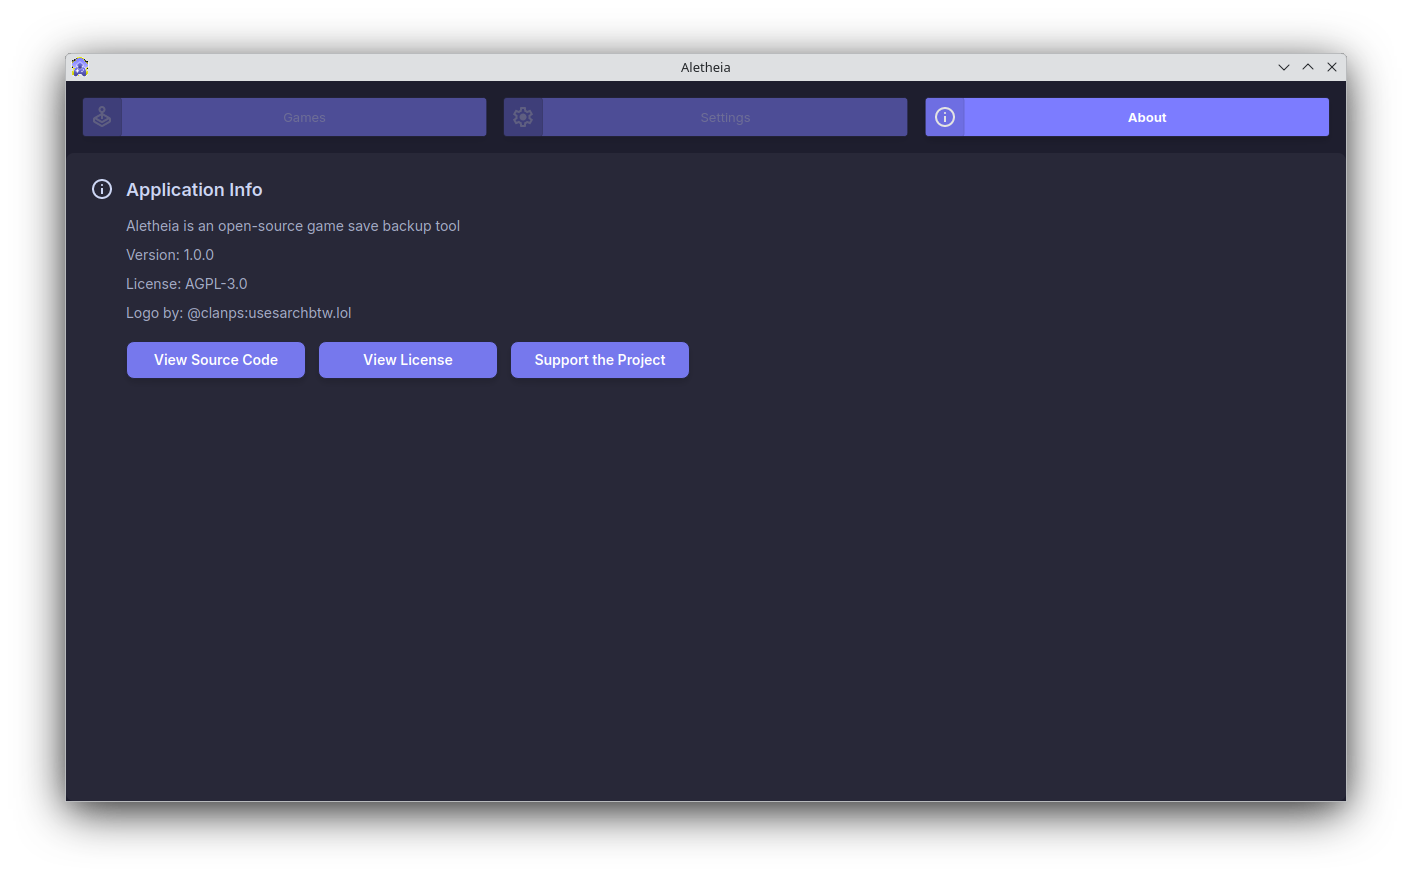 Aletheia
Games
Settings
About
Application Info
Aletheia is an open-source game save backup tool
Version: 1.0.0
License: AGPL-3.0
Logo by: @clanps:usesarchbtw.lol
View Source Code
View License
Support the Project